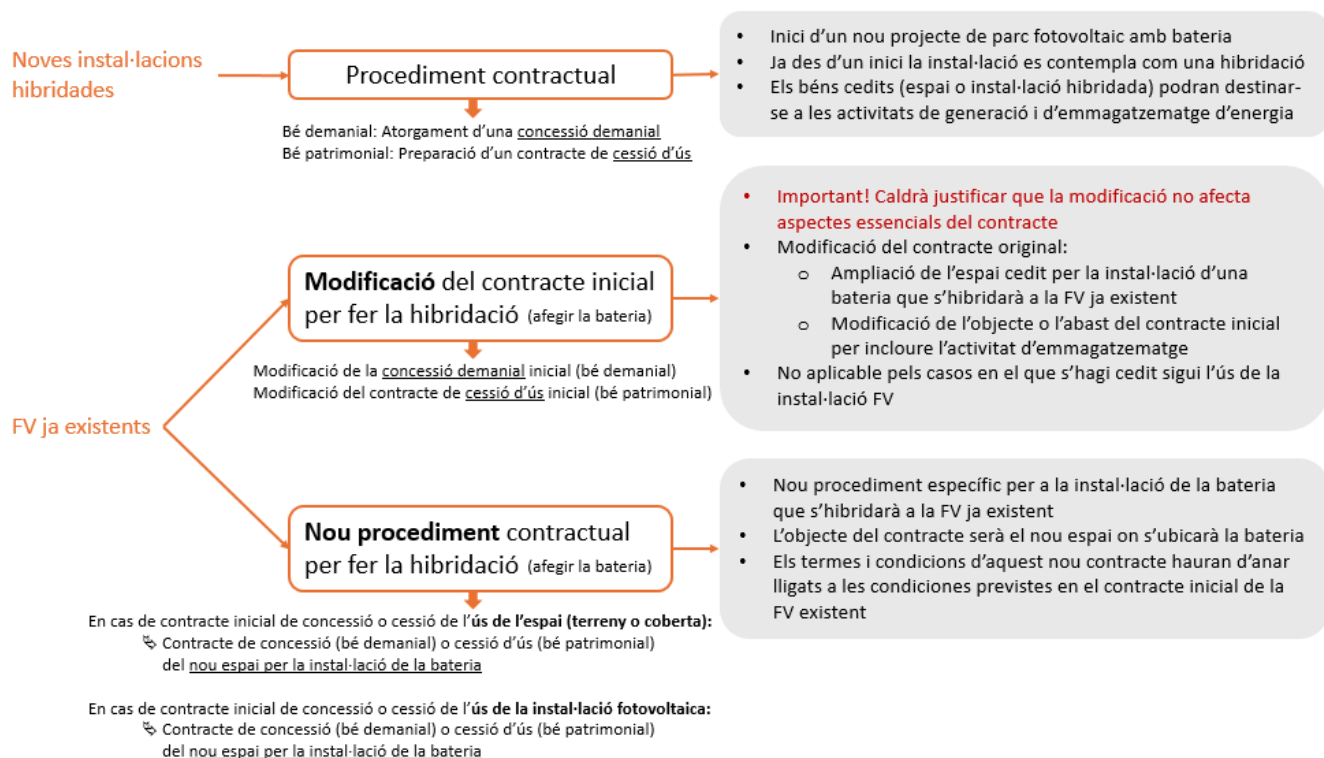 Noves instal·lacions
hibridades
Procediment contractual
Bé demanial: Atorgament d'una concessió demanial
Bé patrimonial: Preparació d'un contracte de cessió d'ús
• Inici d'un nou projecte de parc fotovoltaic amb bateria
• Ja des d'un inici la instal·lació es contempla com una hibridació
• Els béns cedits (espai o instal·lació hibridada) podran destinar-
se a les activitats de generació i d'emmagatzematge d'energia
FV ja existents
Modificació del contracte inicial
per fer la hibridació (afegir la bateria)
Modificació de la concessió demanial inicial (bé demanial)
Modificació del contracte de cessió d'ús inicial (bé patrimonial)
• Important! Caldrà justificar que la modificació no afecta
aspectes essencials del contracte
• Modificació del contracte original:
o Ampliació de l'espai cedit per la instal·lació d'una
bateria que s'hibridarà a la FV ja existent
o Modificació de l'objecte o l'abast del contracte inicial
per incloure l'activitat d'emmagatzematge
• No aplicable pels casos en el que s'hagi cedit sigui l'ús de la
instal·lació FV
Nou procediment contractual
per fer la hibridació (afegir la bateria)
En cas de contracte inicial de concessió o cessió de l'ús de l'espai (terreny o coberta):
Contracte de concessió (bé demanial) o cessió d'ús (bé patrimonial)
del nou espai per la instal·lació de la bateria
En cas de contracte inicial de concessió o cessió de l'ús de la instal·lació fotovoltaica:
Contracte de concessió (bé demanial) o cessió d'ús (bé patrimonial)
del nou espai per la instal·lació de la bateria
• Nou procediment específic per a la instal·lació de la bateria
que s'hibridarà a la FV ja existent
• L'objecte del contracte serà el nou espai on s'ubicarà la bateria
• Els termes i condicions d'aquest nou contracte hauran d'anar
lligats a les condiciones previstes en el contracte inicial de la
FV existent